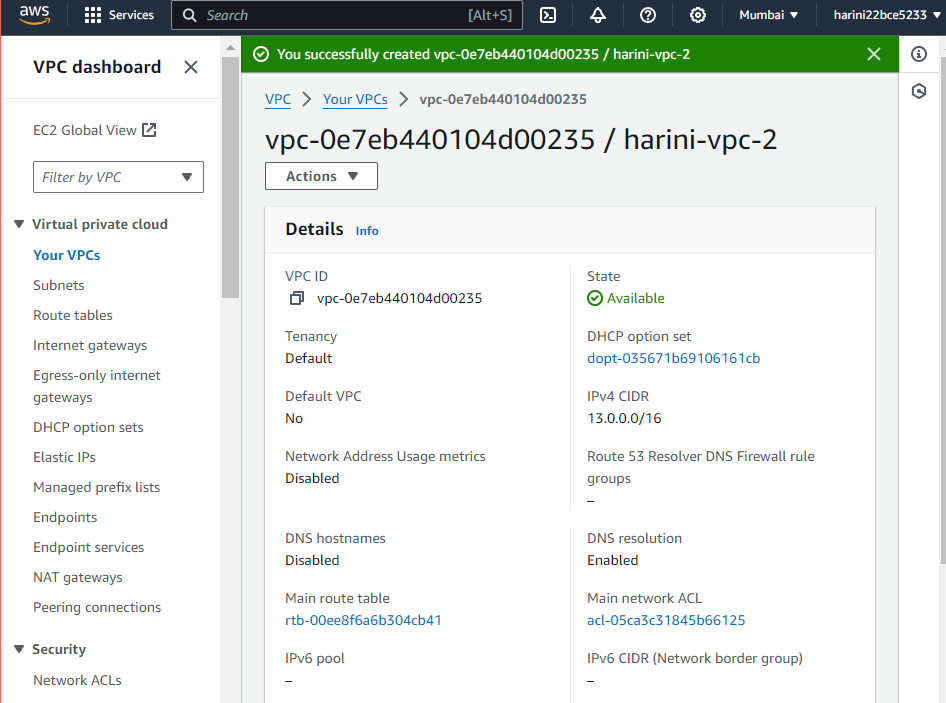 aws
Services
Search [Alt+S]
Mumbai
harini22bce5233
VPC dashboard
EC2 Global View
Filter by VPC
Virtual private cloud
Your VPCs
Subnets
Route tables
Internet gateways
Egress-only internet
gateways
DHCP option sets
Elastic IPs
Managed prefix lists
Endpoints
Endpoint services
NAT gateways
Peering connections
Security
Network ACLs
You successfully created vpc-0e7eb440104d00235 / harini-vpc-2
VPC > Your VPCs > vpc-0e7eb440104d00235
vpc-0e7eb440104d00235 / harini-vpc-2
Actions
Details Info
VPC ID
vpc-0e7eb440104d00235
State
Available
Tenancy
Default
DHCP option set
dopt-035671b69106161cb
Default VPC
No
IPv4 CIDR
13.0.0.0/16
Network Address Usage metrics
Disabled
Route 53 Resolver DNS Firewall rule
groups
–
DNS hostnames
Disabled
DNS resolution
Enabled
Main route table
rtb-00ee8f6a6b304cb41
Main network ACL
acl-05ca3c31845b66125
IPv6 pool
–
IPv6 CIDR (Network border group)
–